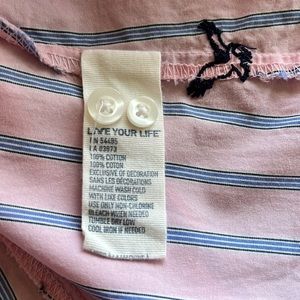 LIVE YOUR LIFE
RN 54485
CA 03973
100% COTTON
100% COTON
EXCLUSIVE OF DECORATION
SANS LES DÉCORATIONS
MACHINE WASH COLD
WITH LIKE COLORS
USE ONLY NON-CHLORINE
BLEACH WHEN NEEDED
TUMBLE DRY LOW
COOL IRON IF NEEDED